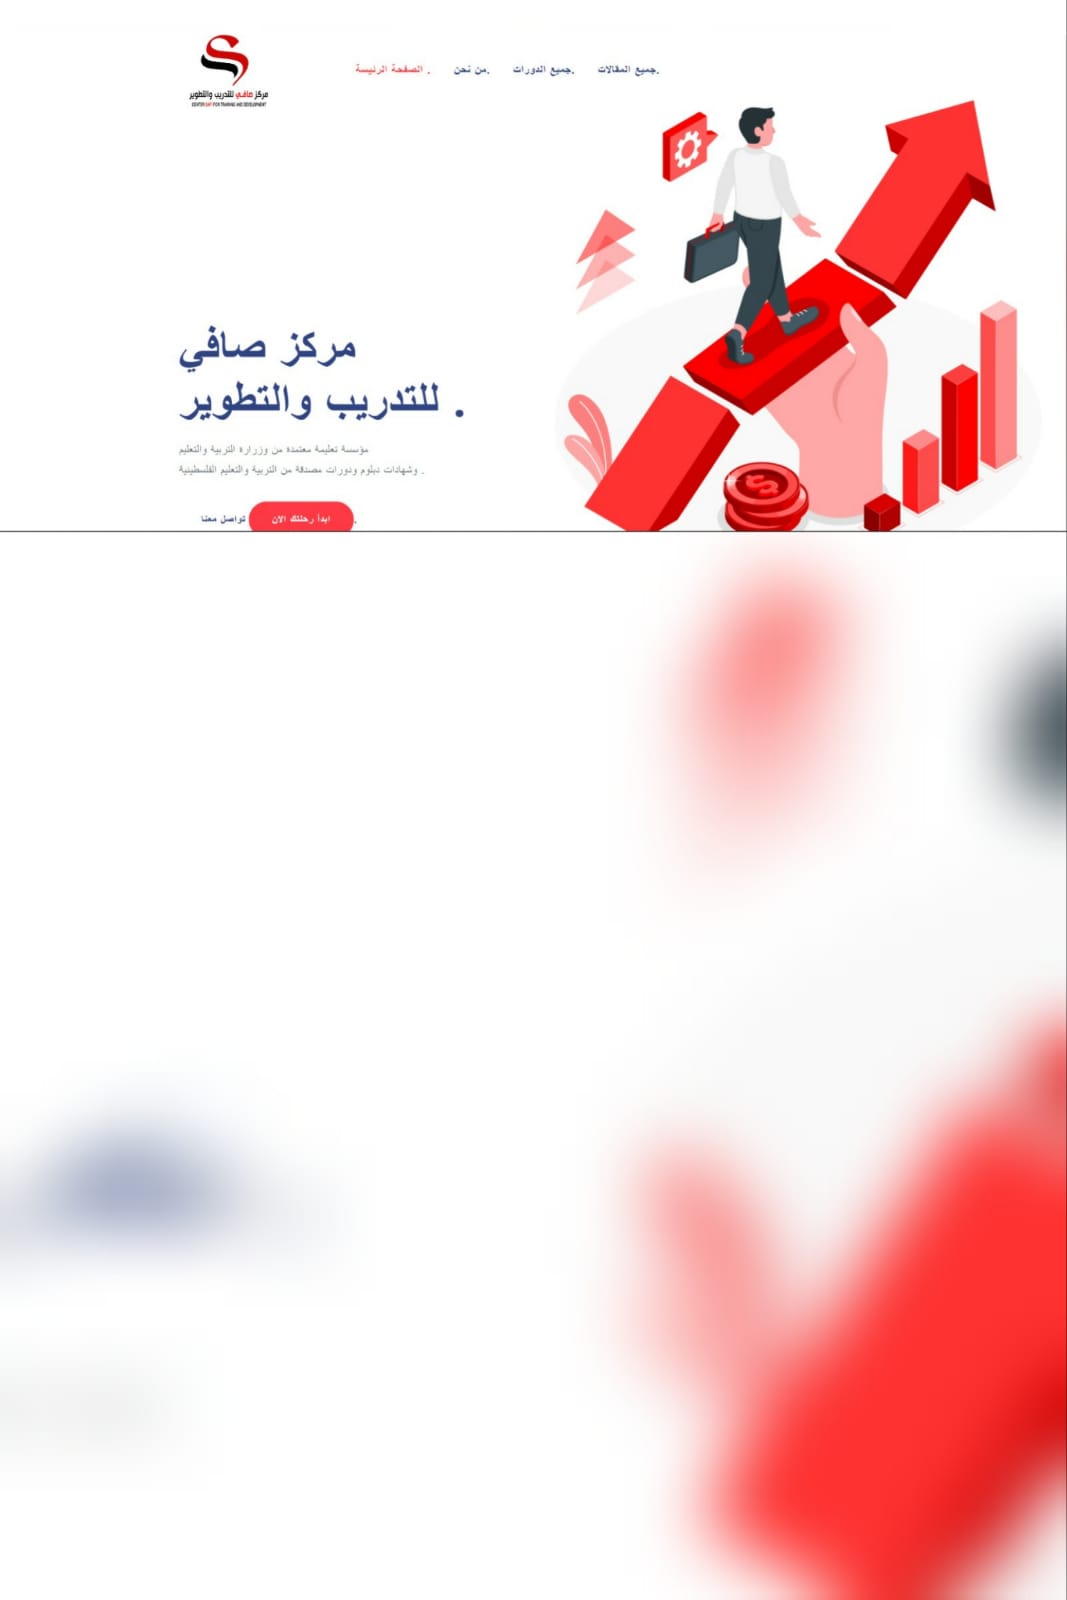 مركز صافي للتدريب والتطوير
CENTER SAFI FOR TRAINING AND DEVELOPMENT
الصفحة الرئيسة .
من نحن.
جميع الدورات.
جميع المقالات.
مركز صافي
للتدريب والتطوير .
مؤسسة تعليمة معتمده من وزراره التربية والتعليم
وشهادات دبلوم ودورات مصدقة من التربية والتعليم الفلسطينية .
ابدأ رحلتك الان
تواصل معنا.